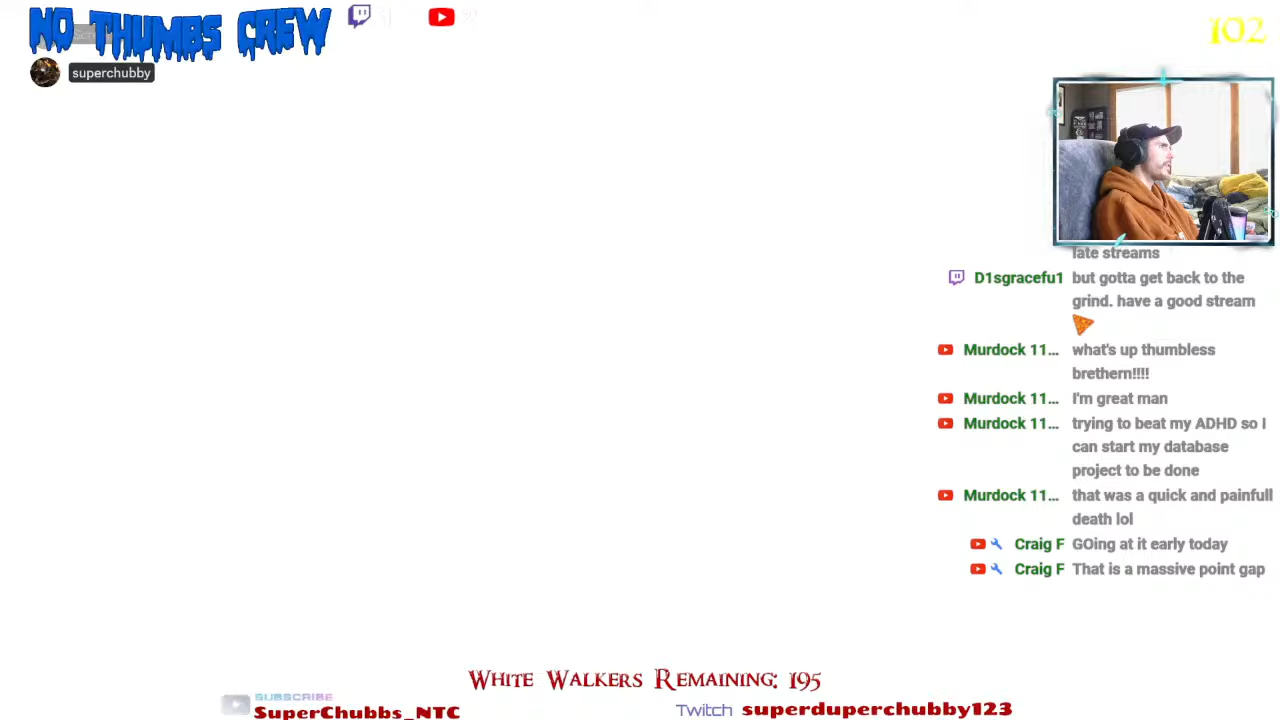 NO THUMBS CREW
1
102
superchubby
late streams
D1sgraceful1 but gotta get back to the
grind. have a good stream
Murdock 11... what's up thumbless
brethern!!!!
Murdock 11... I'm great man
Murdock 11... trying to beat my ADHD so I
can start my database
project to be done
Murdock 11... that was a quick and painfull
death lol
Craig F GOing at it early today
Craig F That is a massive point gap
White Walkers Remaining: 195
SUBSCRIBE
SuperChubbs_NTC
Twitch superduperchubby123